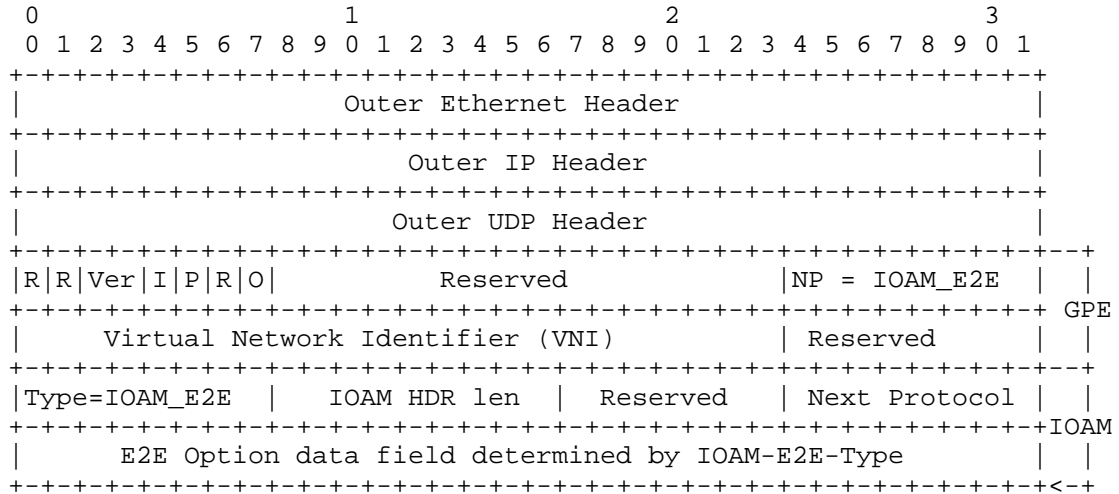 0                   1                   2                   3
 0 1 2 3 4 5 6 7 8 9 0 1 2 3 4 5 6 7 8 9 0 1 2 3 4 5 6 7 8 9 0 1
+-+-+-+-+-+-+-+-+-+-+-+-+-+-+-+-+-+-+-+-+-+-+-+-+-+-+-+-+-+-+-+-+
|                    Outer Ethernet Header                      |
+-+-+-+-+-+-+-+-+-+-+-+-+-+-+-+-+-+-+-+-+-+-+-+-+-+-+-+-+-+-+-+-+
|                        Outer IP Header                        |
+-+-+-+-+-+-+-+-+-+-+-+-+-+-+-+-+-+-+-+-+-+-+-+-+-+-+-+-+-+-+-+-+
|                       Outer UDP Header                        |
+-+-+-+-+-+-+-+-+-+-+-+-+-+-+-+-+-+-+-+-+-+-+-+-+-+-+-+-+-+-+-+-+--+
|R|R|Ver|I|P|R|O|          Reserved             |NP = IOAM_E2E  |  |
+-+-+-+-+-+-+-+-+-+-+-+-+-+-+-+-+-+-+-+-+-+-+-+-+-+-+-+-+-+-+-+-+ GPE
|     Virtual Network Identifier (VNI)          | Reserved      |  |
+-+-+-+-+-+-+-+-+-+-+-+-+-+-+-+-+-+-+-+-+-+-+-+-+-+-+-+-+-+-+-+-+--+
|Type=IOAM_E2E  |   IOAM HDR len  |  Reserved   | Next Protocol |  |
+-+-+-+-+-+-+-+-+-+-+-+-+-+-+-+-+-+-+-+-+-+-+-+-+-+-+-+-+-+-+-+-+IOAM
|      E2E Option data field determined by IOAM-E2E-Type        |  |
+-+-+-+-+-+-+-+-+-+-+-+-+-+-+-+-+-+-+-+-+-+-+-+-+-+-+-+-+-+-+-+-+<-+